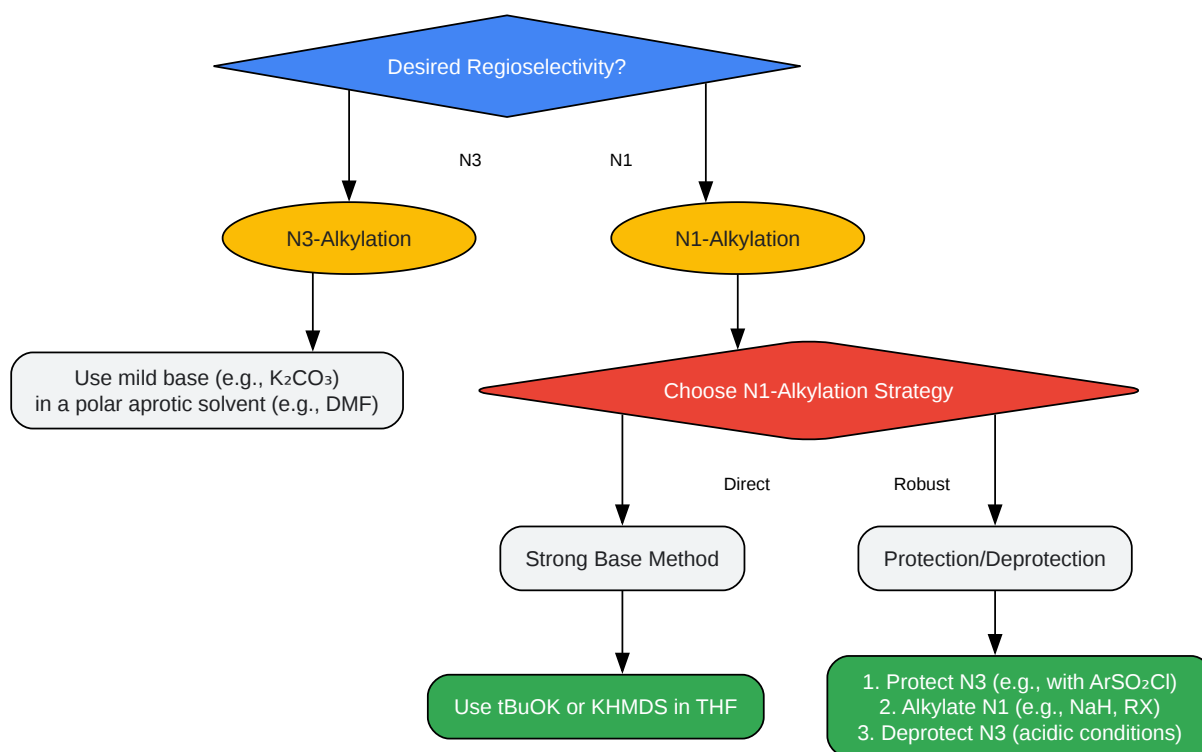 Desired Regioselectivity?
N3
N1
N3-Alkylation
N1-Alkylation
Use mild base (e.g., K₂CO₃)
in a polar aprotic solvent (e.g., DMF)
Choose N1-Alkylation Strategy
Direct
Robust
Strong Base Method
Protection/Deprotection
Use tBuOK or KHMDS in THF
1. Protect N3 (e.g., with ArSO₂Cl)
2. Alkylate N1 (e.g., NaH, RX)
3. Deprotect N3 (acidic conditions)